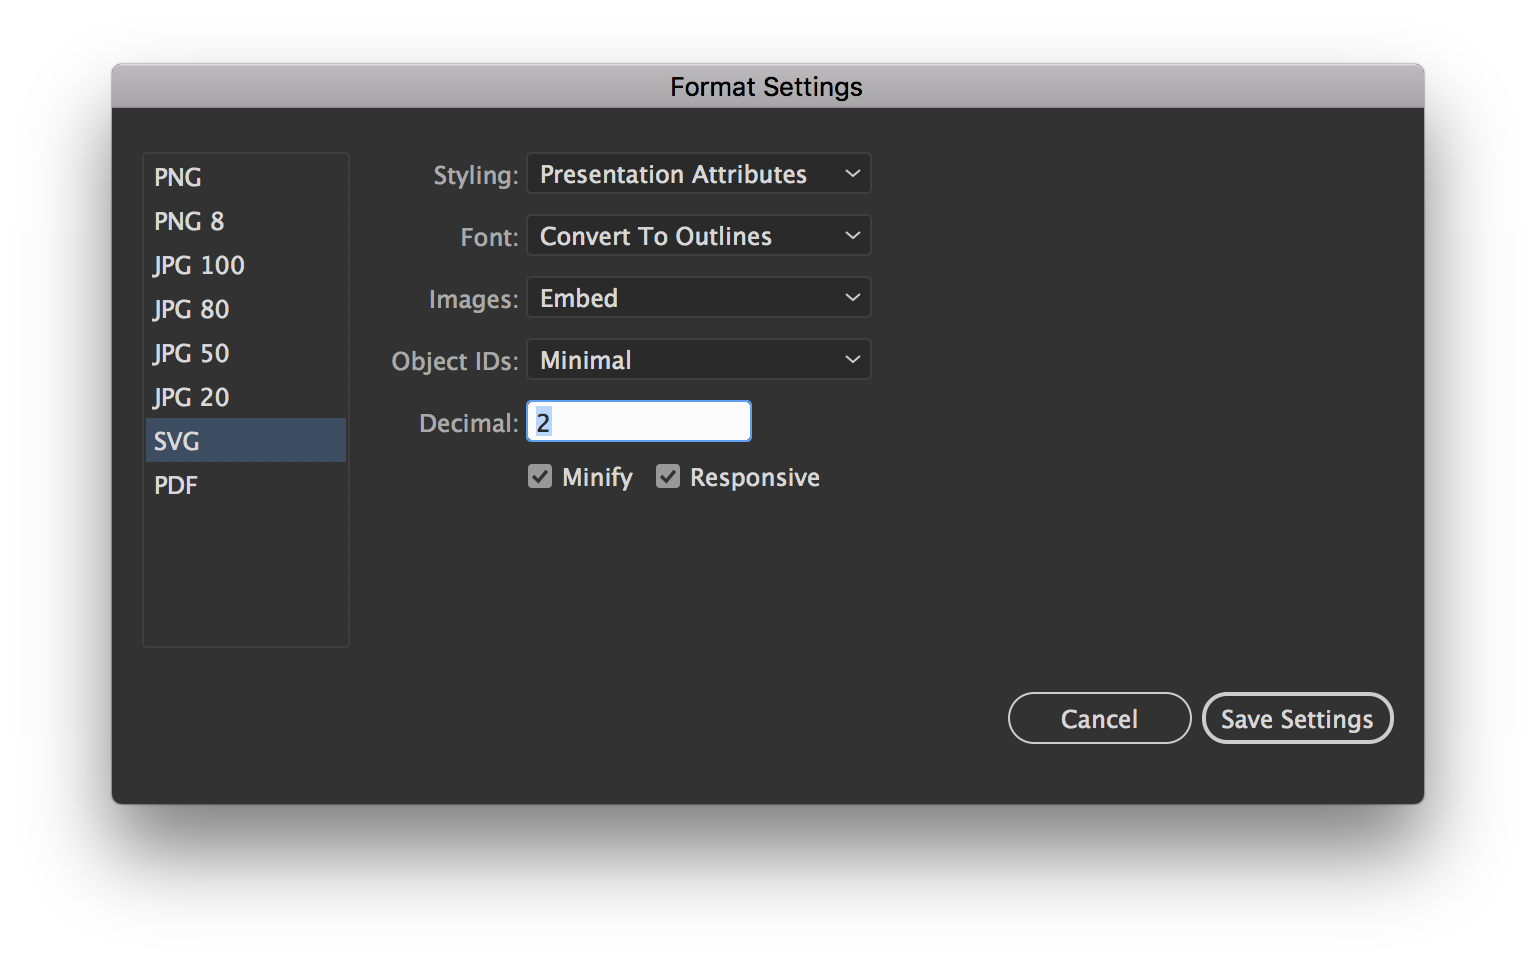 Format Settings
PNG
PNG 8
JPG 100
JPG 80
JPG 50
JPG 20
SVG
PDF
Styling: Presentation Attributes
Font: Convert To Outlines
Images: Embed
Object IDs: Minimal
Decimal: 2
Minify Responsive
Cancel Save Settings